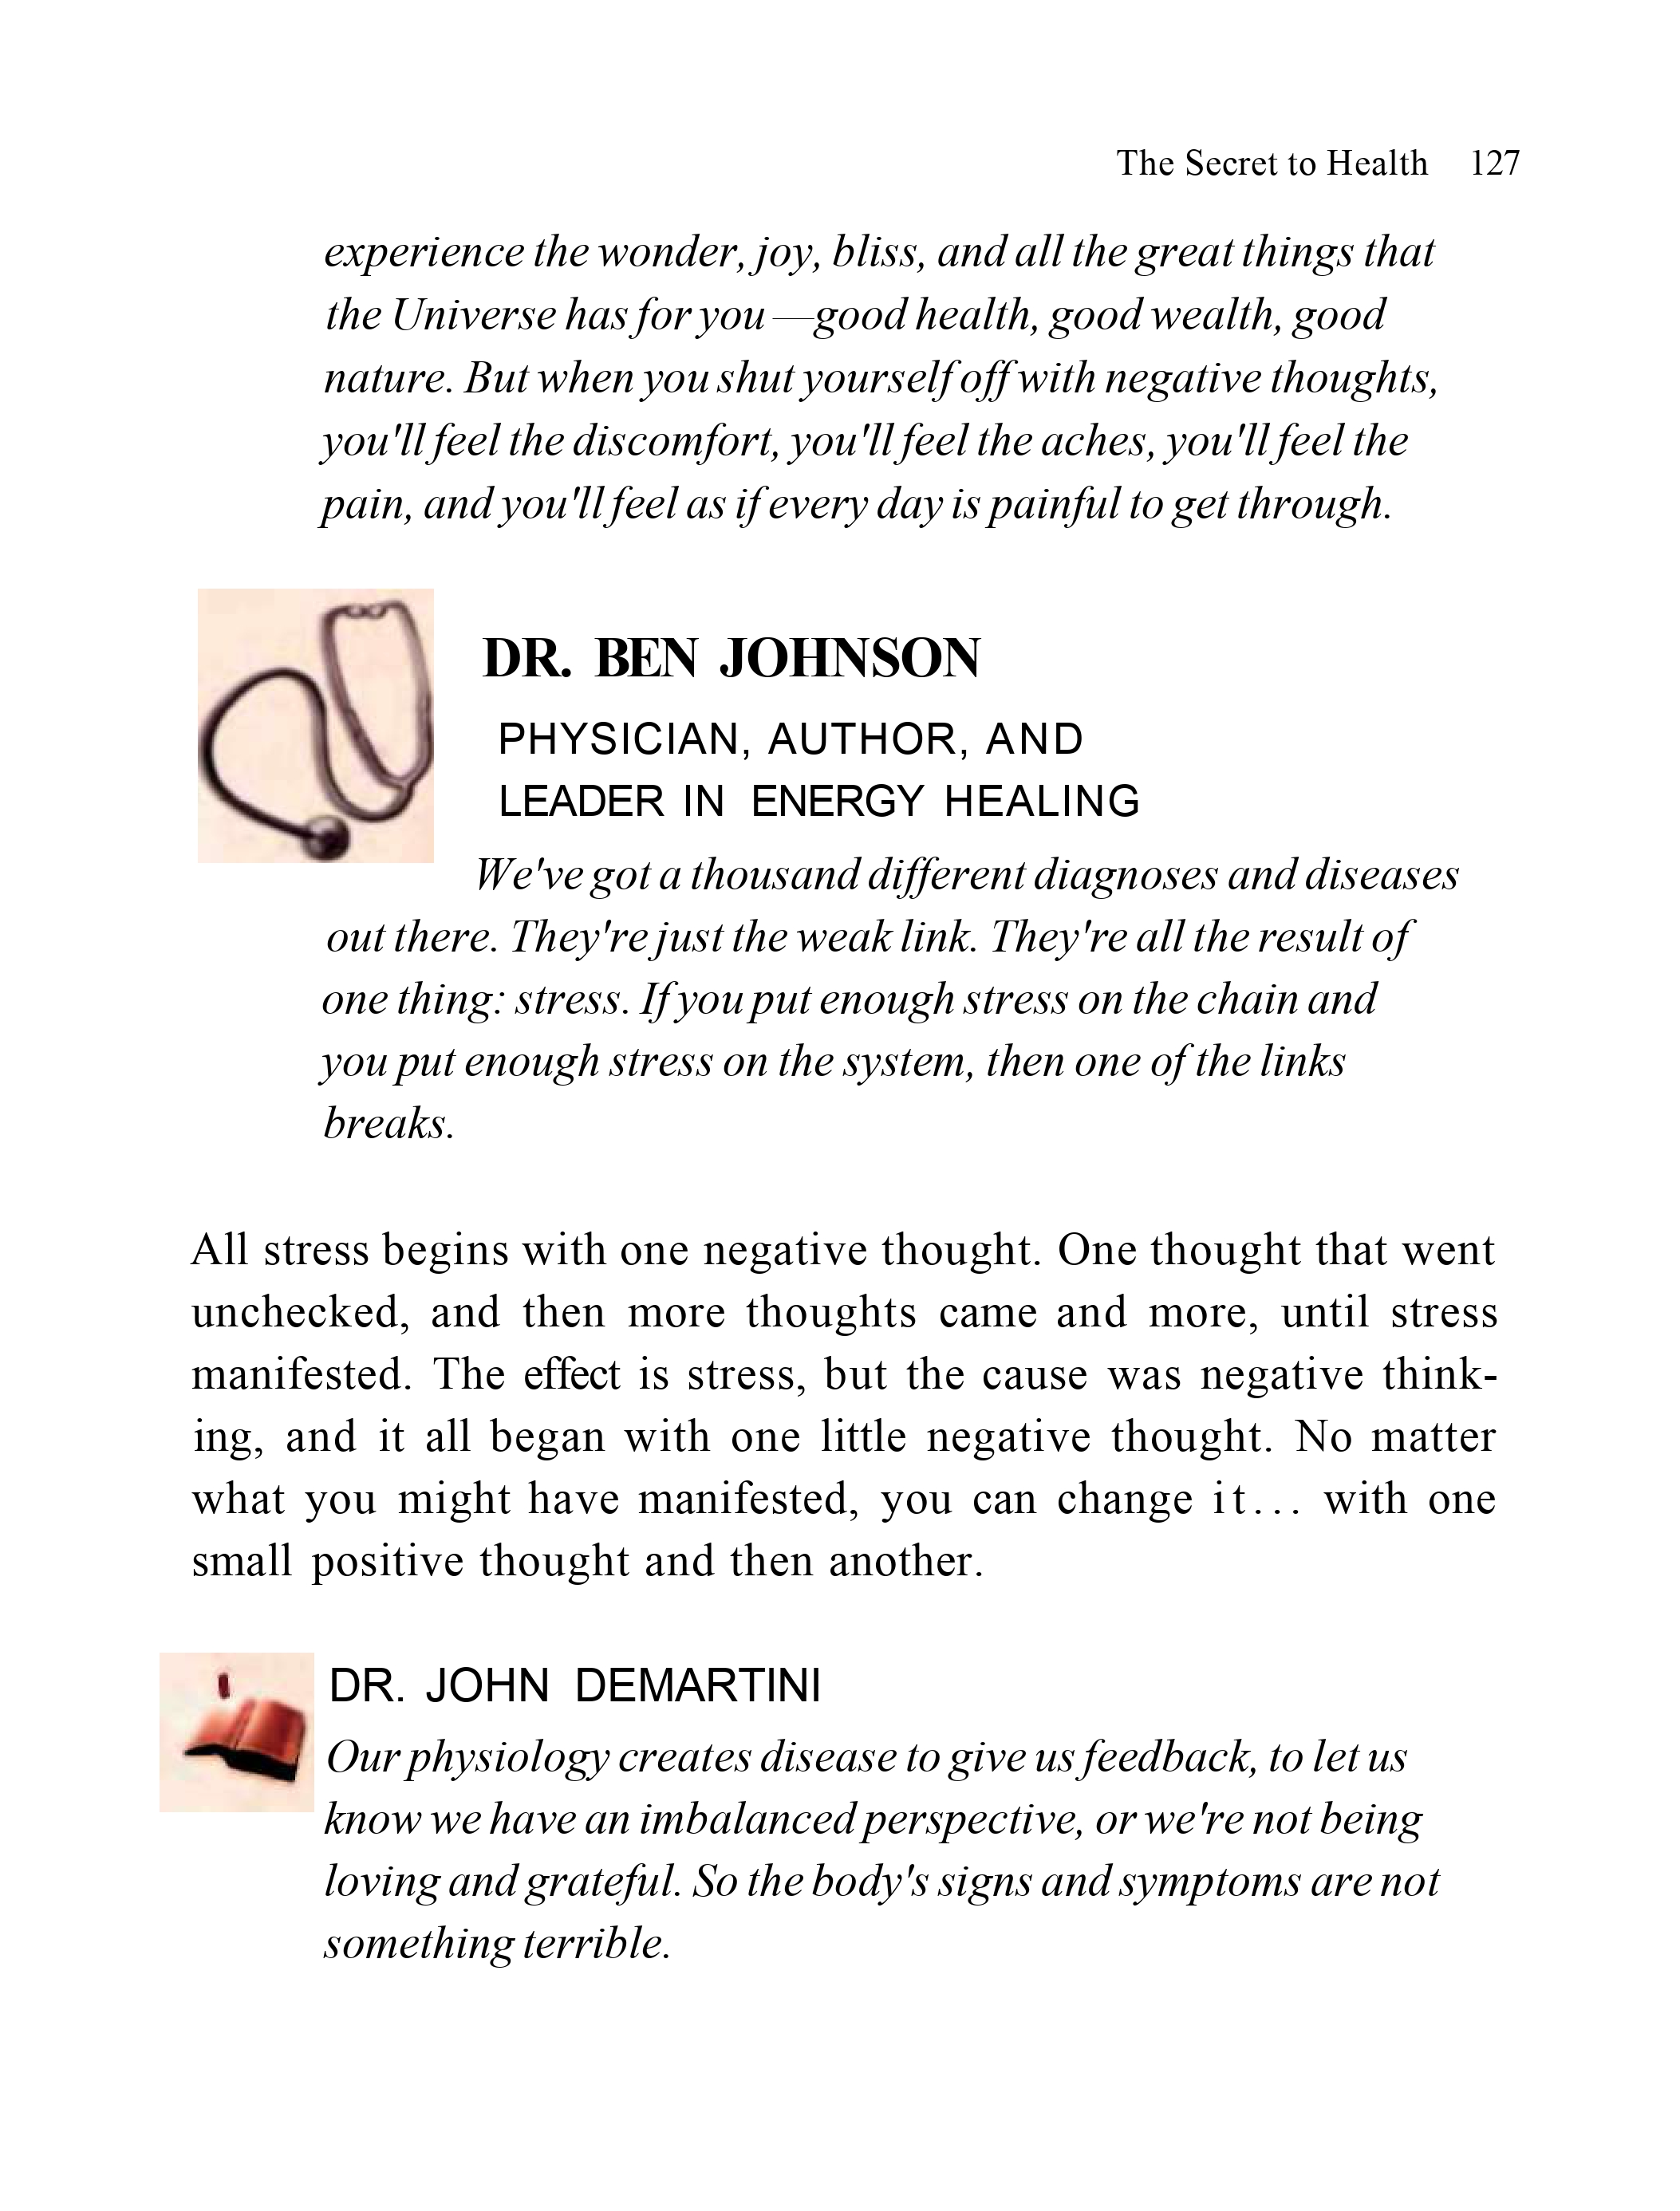 The Secret to Health 127
experience the wonder, joy, bliss, and all the great things that
the Universe has for you —good health, good wealth, good
nature. But when you shut yourself off with negative thoughts,
you'll feel the discomfort, you'll feel the aches, you'll feel the
pain, and you'll feel as if every day is painful to get through.
DR. BEN JOHNSON
PHYSICIAN, AUTHOR, AND
LEADER IN ENERGY HEALING
We've got a thousand different diagnoses and diseases
out there. They're just the weak link. They're all the result of
one thing: stress. If you put enough stress on the chain and
you put enough stress on the system, then one of the links
breaks.
All stress begins with one negative thought. One thought that went
unchecked, and then more thoughts came and more, until stress
manifested. The effect is stress, but the cause was negative think-
ing, and it all began with one little negative thought. No matter
what you might have manifested, you can change it... with one
small positive thought and then another.
DR. JOHN DEMARTINI
Our physiology creates disease to give us feedback, to let us
know we have an imbalanced perspective, or we're not being
loving and grateful. So the body's signs and symptoms are not
something terrible.